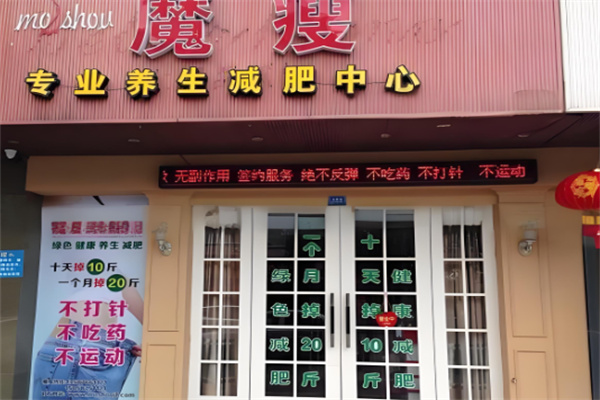 mo shou
魔瘦
专业养生减肥中心
无副作用 签约服务 绝不反弹 不吃药 不打针 不运动
绿色 健康 养生 减肥
十天掉10斤
一个月掉20斤
不打针
不吃药
不运动
一个月掉20斤
绿色减肥
十天掉10斤
健康减肥